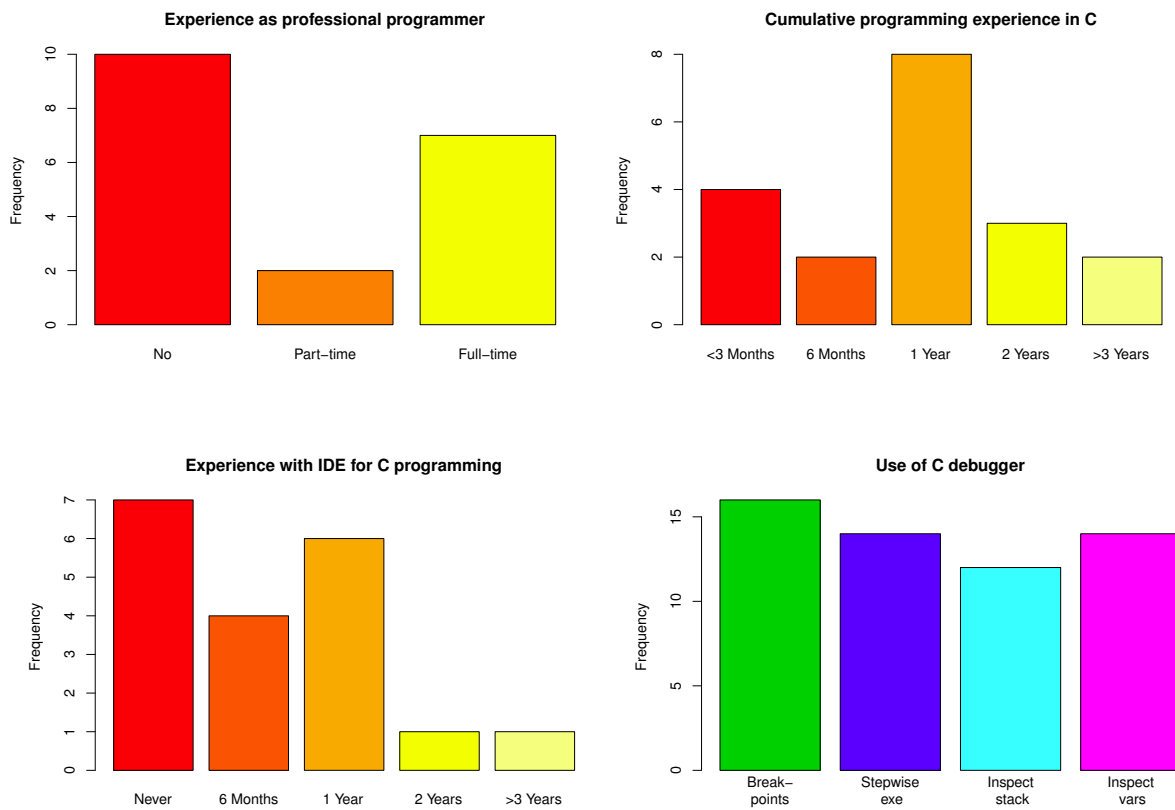 Experience as professional programmer
Frequency
0
2
4
6
8
10
No Part−time Full−time
Cumulative programming experience in C
Frequency
0
2
4
6
8
<3 Months 6 Months 1 Year 2 Years >3 Years
Experience with IDE for C programming
Frequency
0
1
2
3
4
5
6
7
Never 6 Months 1 Year 2 Years >3 Years
Use of C debugger
Frequency
0
5
10
15
Break− Stepwise Inspect Inspect
points exe stack vars